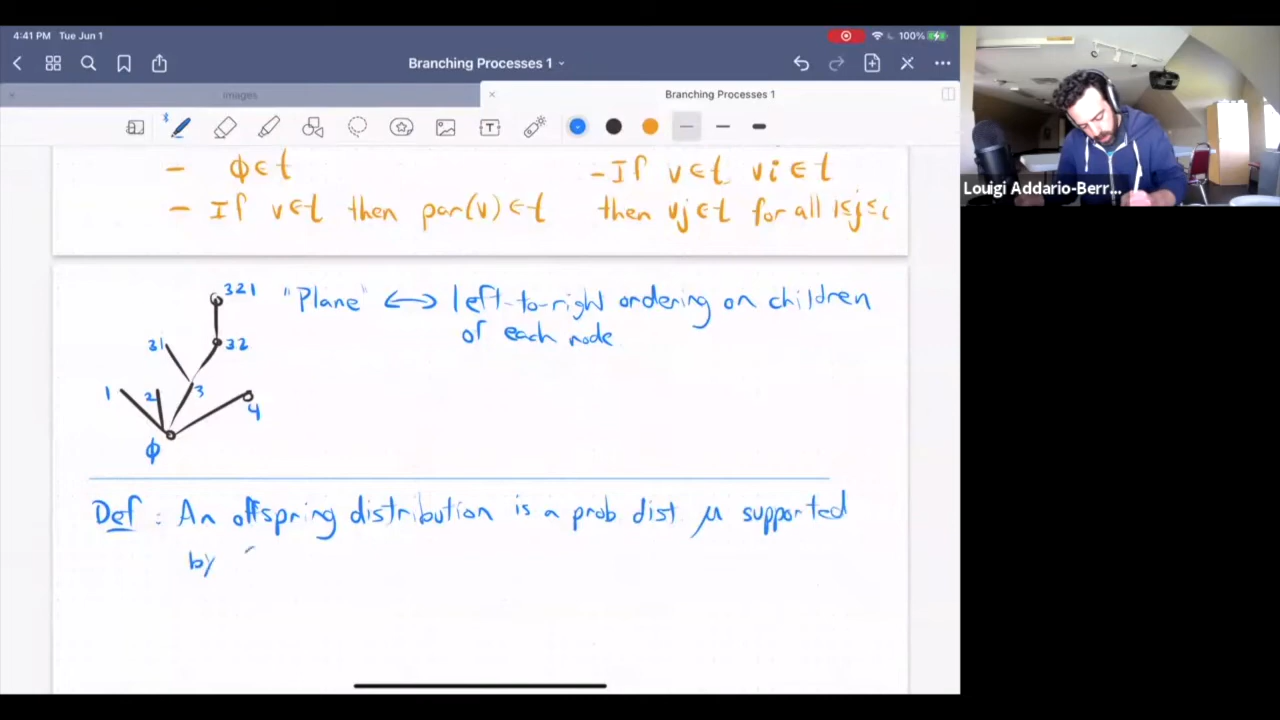 4:41 PM Tue Jun 1
100%
Branching Processes 1
Images
Branching Processes 1
- ϕ∈t
- If v∈t then par(v)∈t
- If v∈t vi∈t
then vj∈t for all 1≤j≤i
321
"Plane" ↔ left-to-right ordering on children
of each node
31
32
1
2
3
4
ϕ
Def: An offspring distribution is a prob dist μ supported
by
Louigi Addario-Berr...